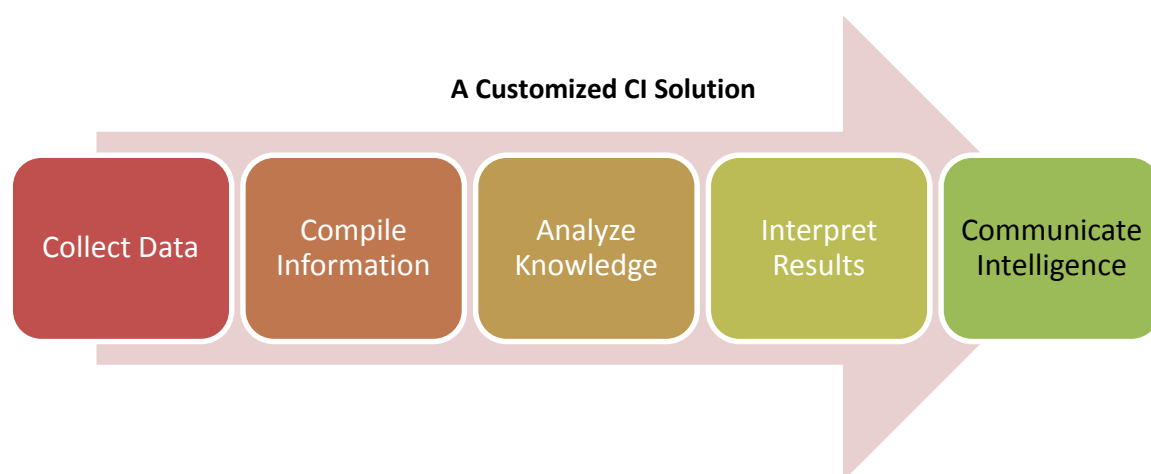 A Customized CI Solution
Collect Data
Compile
Information
Analyze
Knowledge
Interpret
Results
Communicate
Intelligence